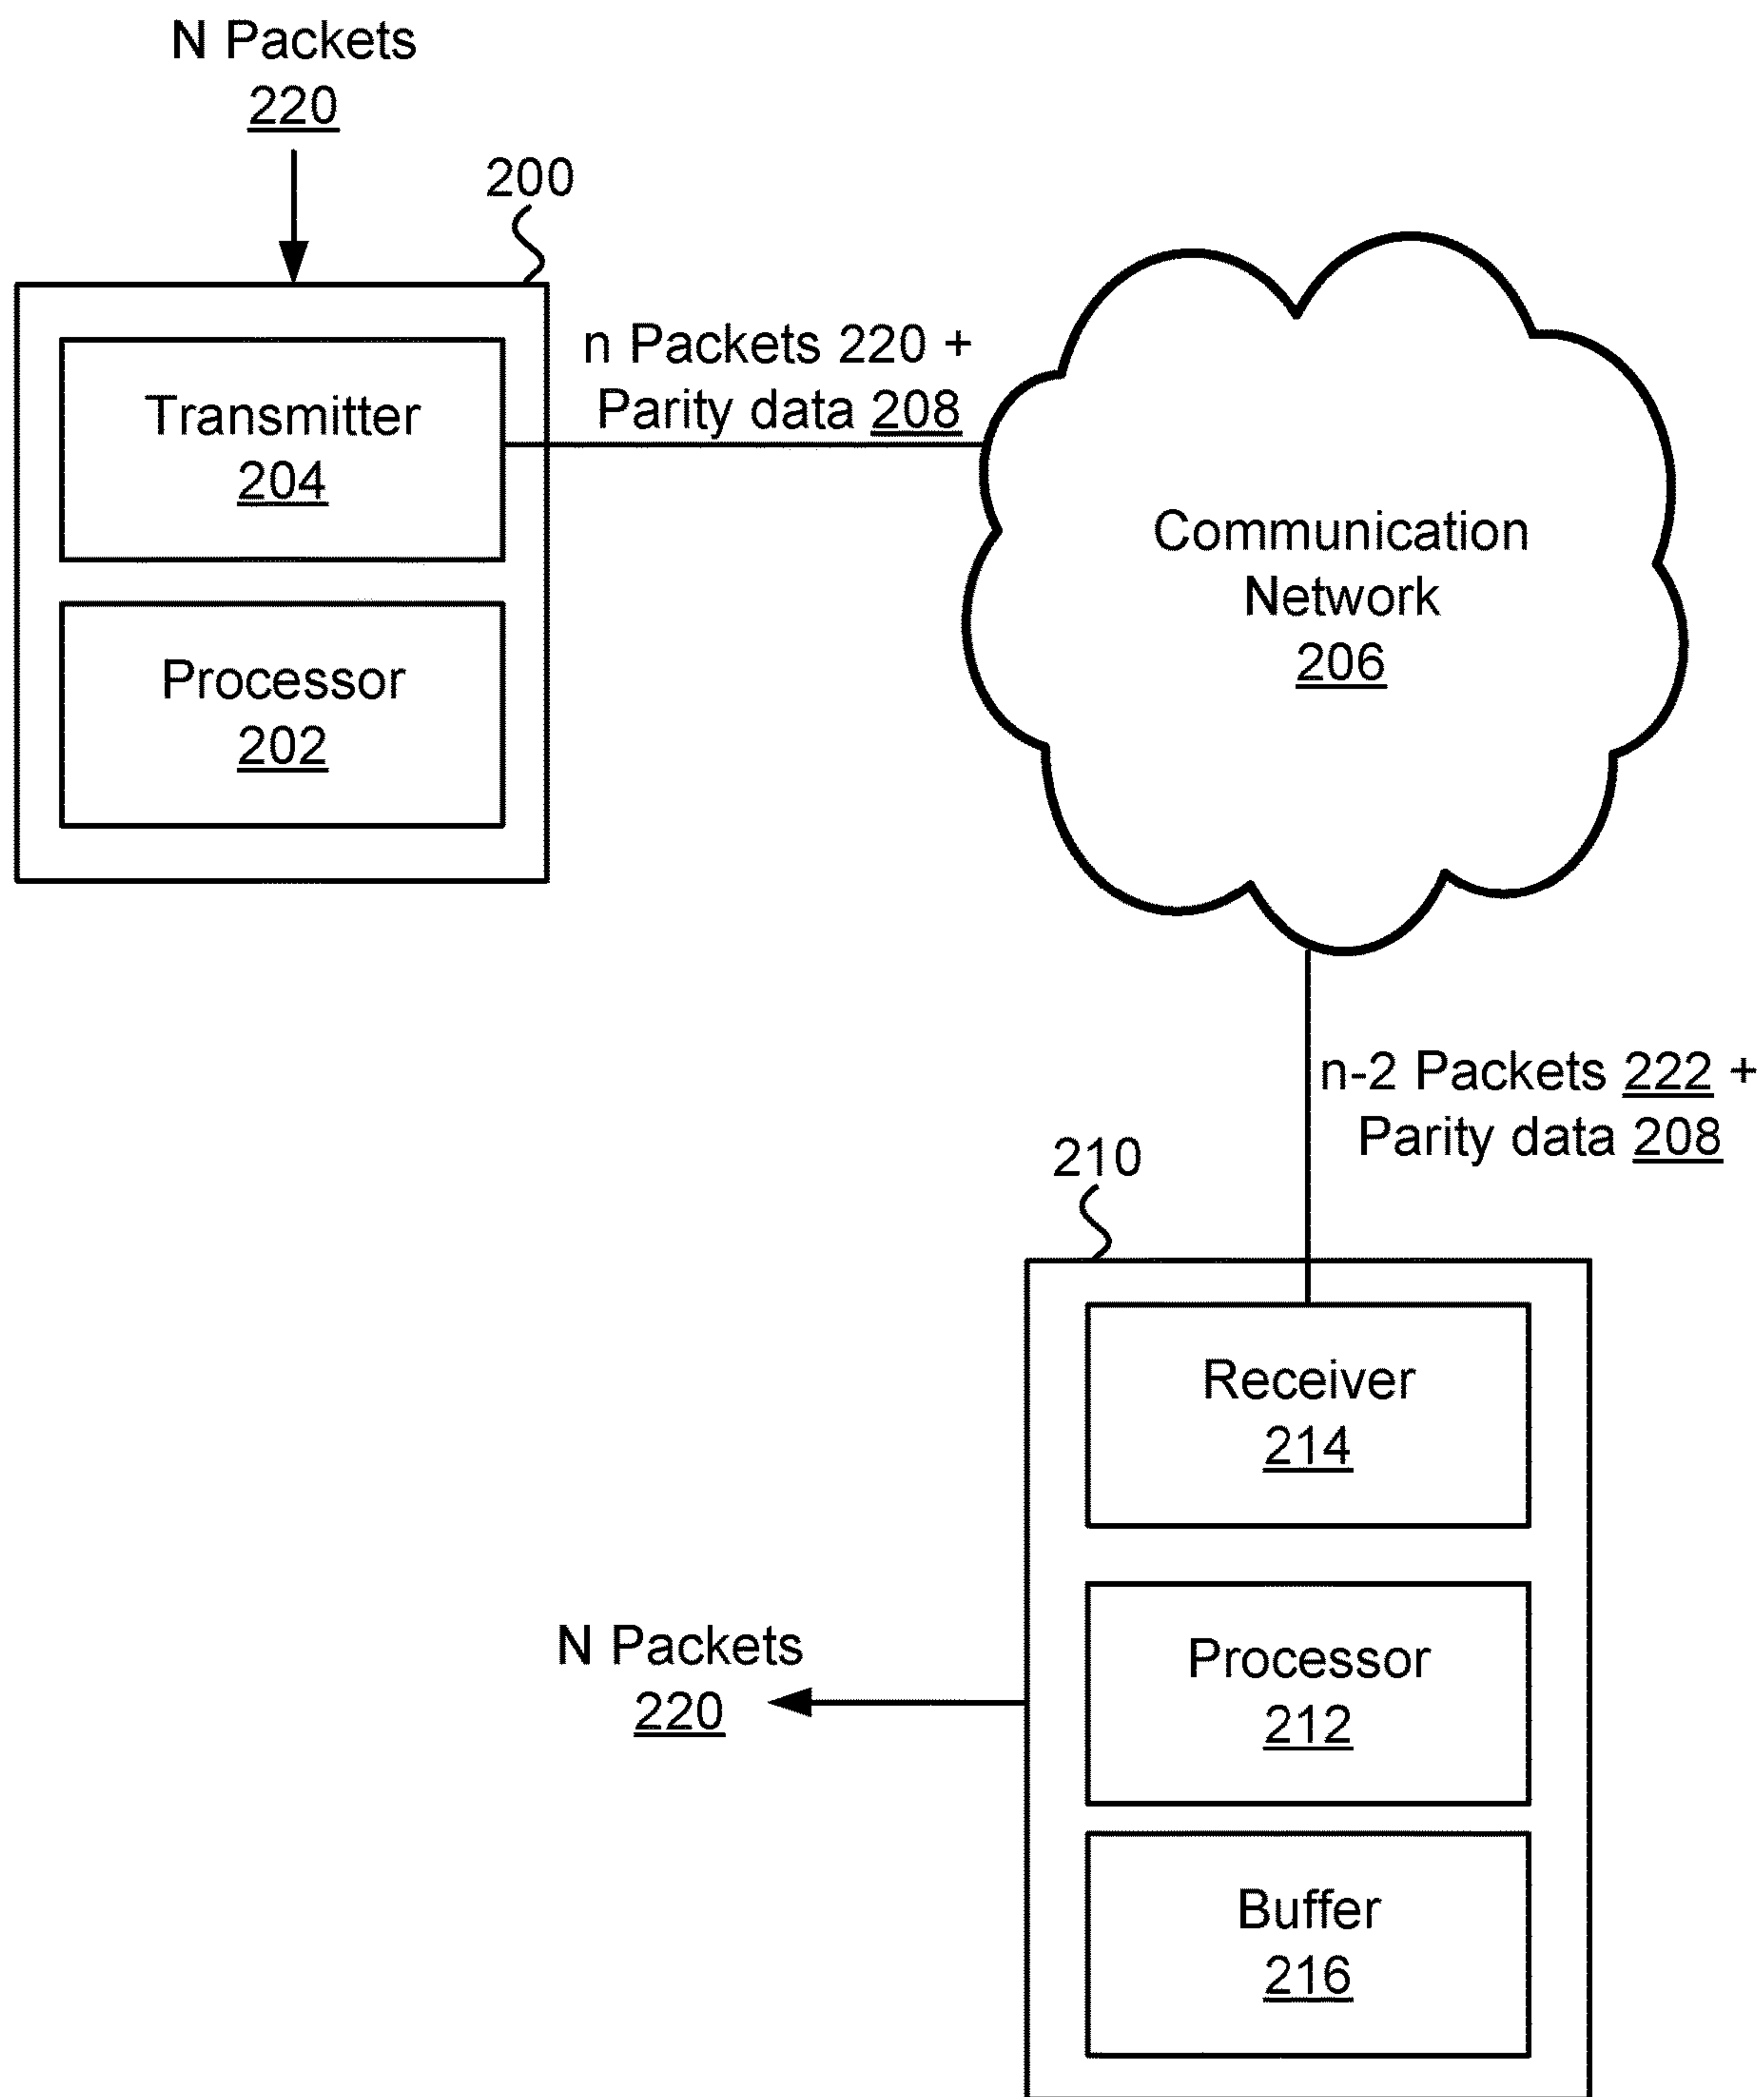 N Packets
220
200
n Packets 220 +
Parity data 208
Transmitter
204
Processor
202
Communication
Network
206
n-2 Packets 222 +
Parity data 208
210
Receiver
214
N Packets
220
Processor
212
Buffer
216